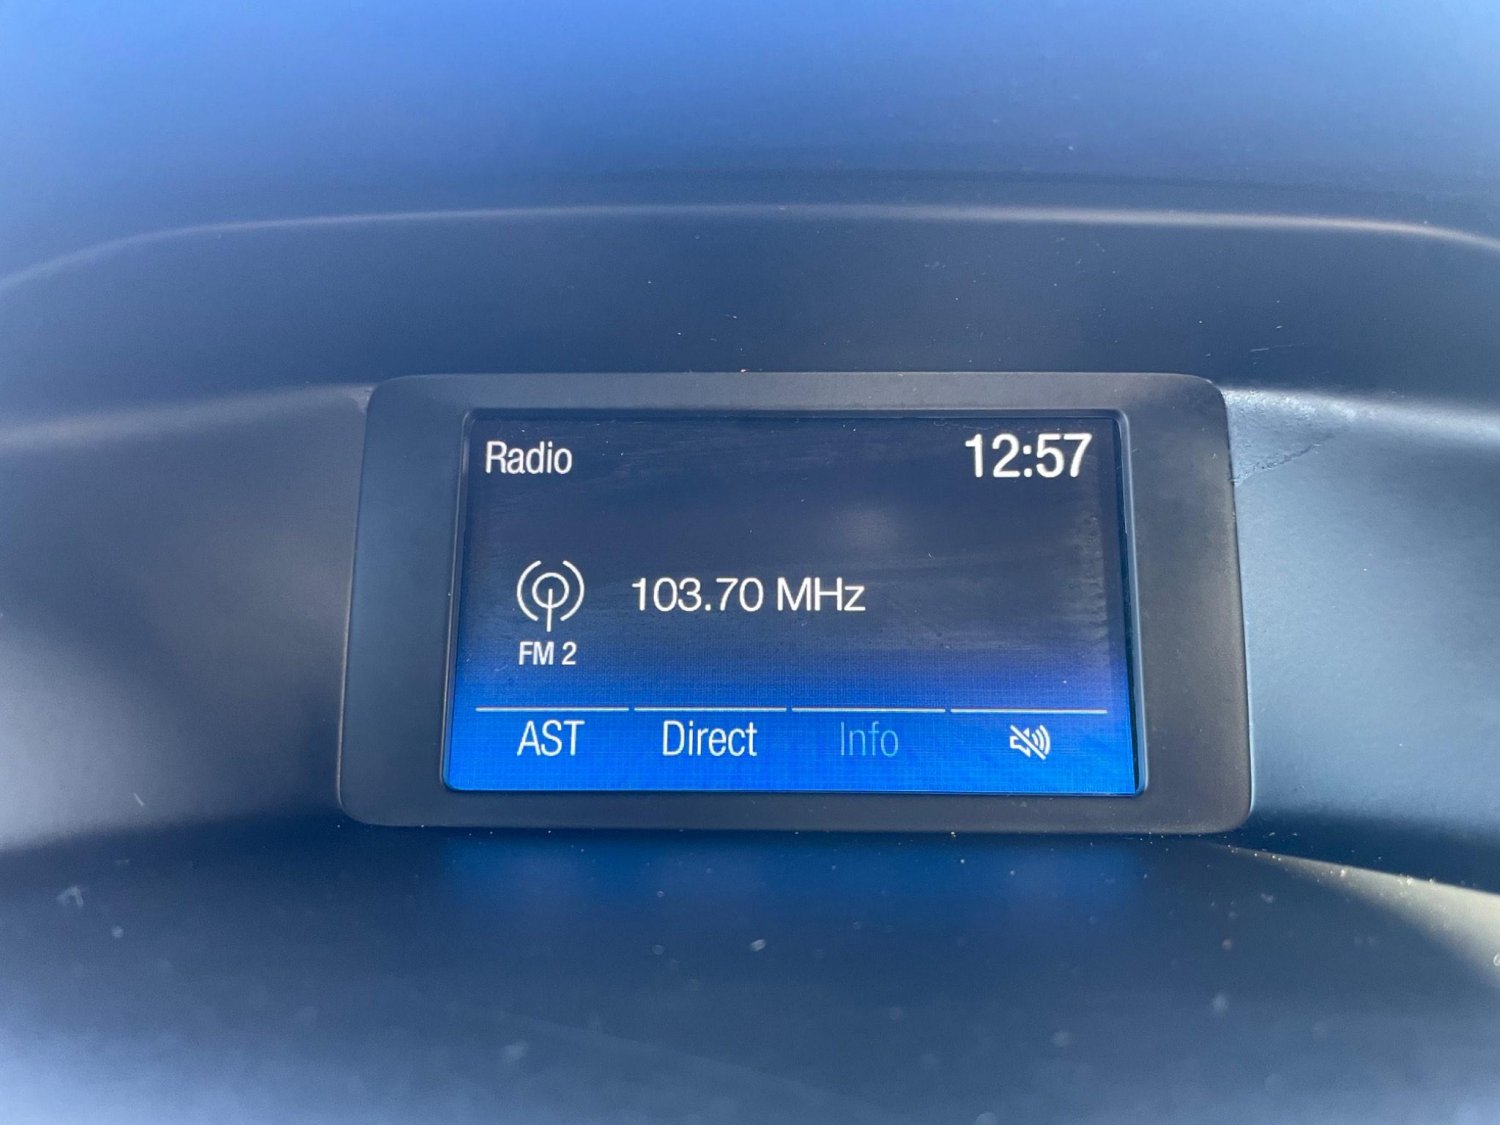 Radio 12:57
103.70 MHz
FM 2
AST Direct Info